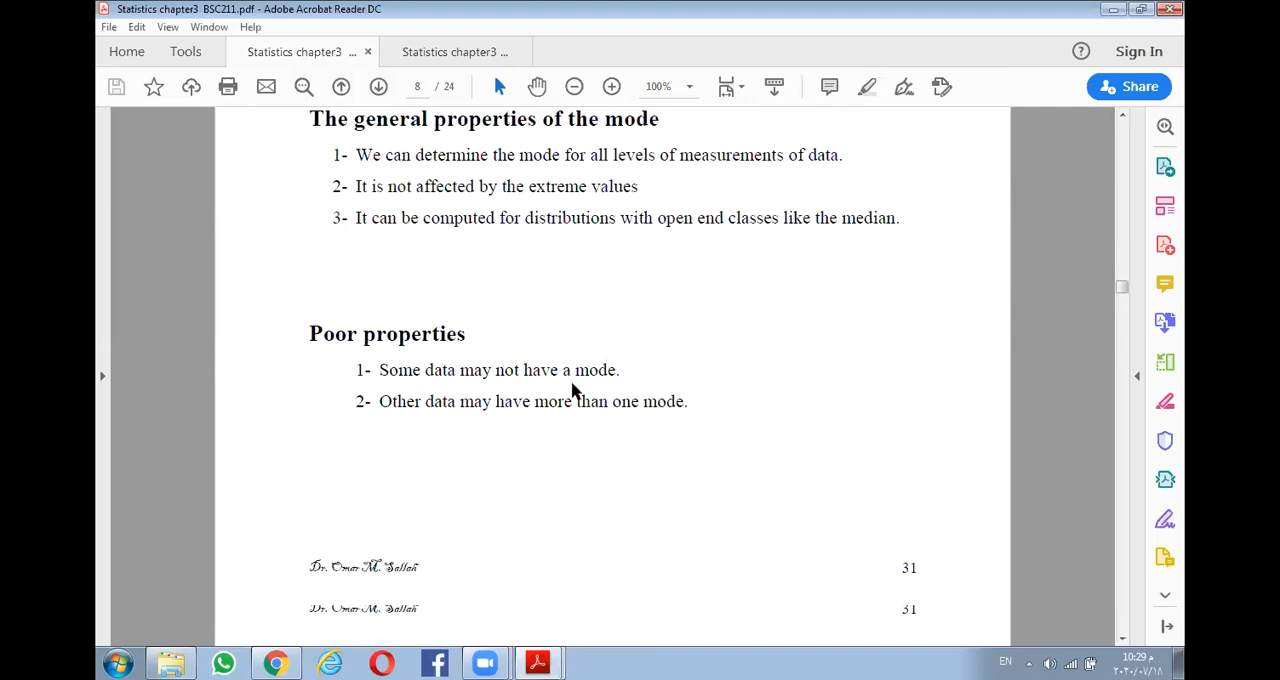 Statistics chapter3 BSC211.pdf - Adobe Acrobat Reader DC
File Edit View Window Help
Home Tools Statistics chapter3 ... × Statistics chapter3 ... Sign In
8 / 24 100% Share
The general properties of the mode
1- We can determine the mode for all levels of measurements of data.
2- It is not affected by the extreme values
3- It can be computed for distributions with open end classes like the median.
Poor properties
1- Some data may not have a mode.
2- Other data may have more than one mode.
Dr. Omar M. Sallah 31
Dr. Omar M. Sallah 31
EN 10:29 م
٢٠٢٠/٠٧/١٨